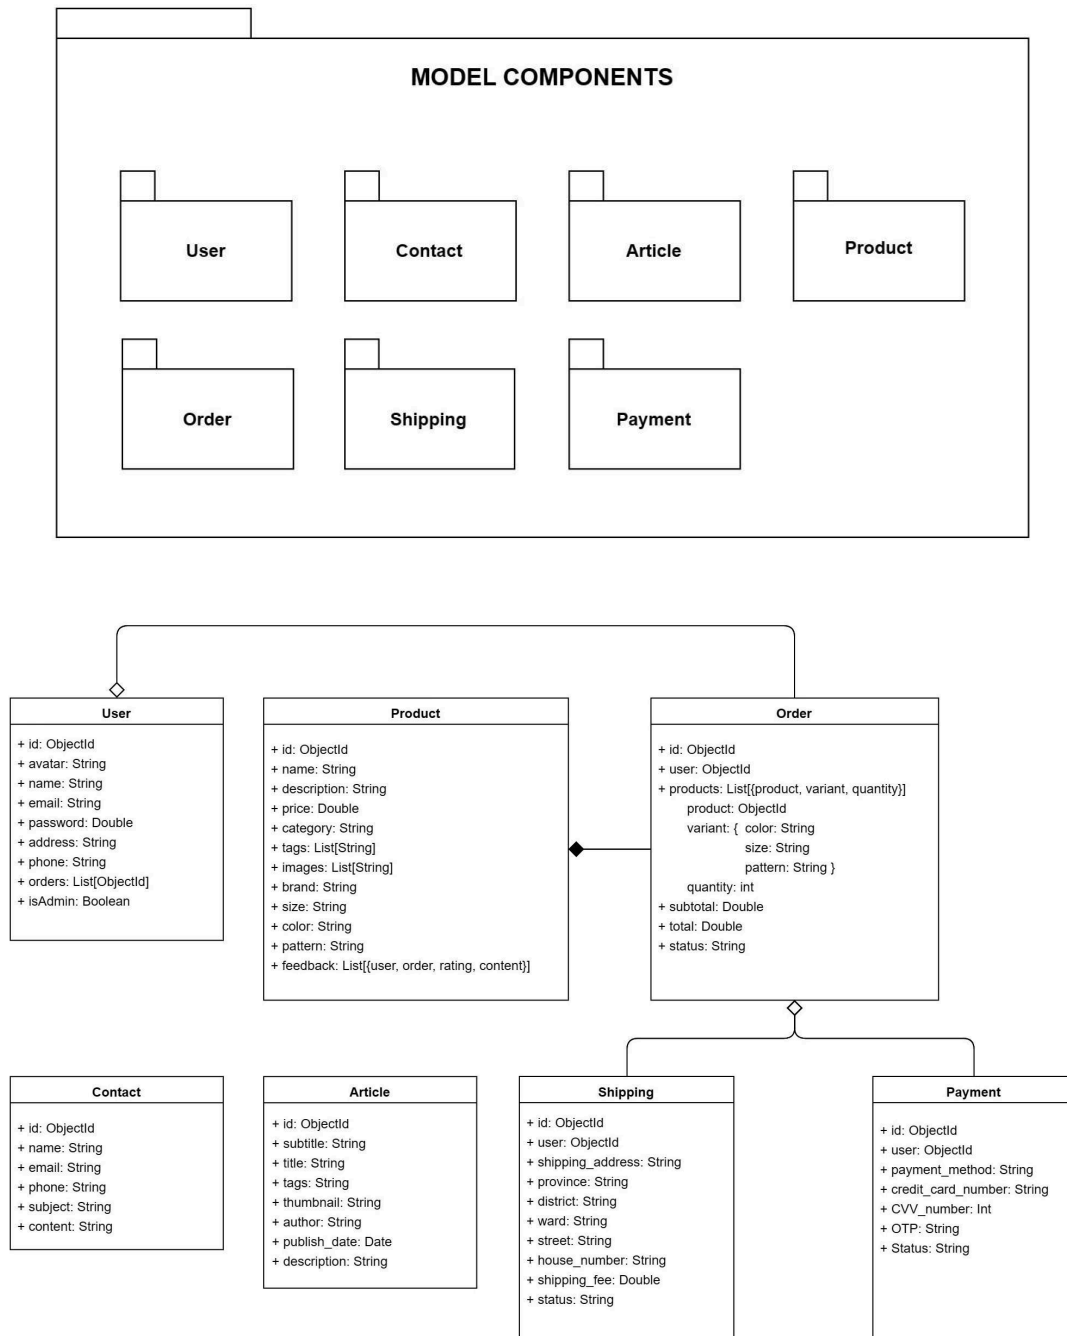 MODEL COMPONENTS
User
Contact
Article
Product
Order
Shipping
Payment
User
+ id: ObjectId
+ avatar: String
+ name: String
+ email: String
+ password: Double
+ address: String
+ phone: String
+ orders: List[ObjectId]
+ isAdmin: Boolean
Product
+ id: ObjectId
+ name: String
+ description: String
+ price: Double
+ category: String
+ tags: List[String]
+ images: List[String]
+ brand: String
+ size: String
+ color: String
+ pattern: String
+ feedback: List[{user, order, rating, content}]
Order
+ id: ObjectId
+ user: ObjectId
+ products: List[{product, variant, quantity}]
product: ObjectId
variant: { color: String
size: String
pattern: String }
quantity: int
+ subtotal: Double
+ total: Double
+ status: String
Contact
+ id: ObjectId
+ name: String
+ email: String
+ phone: String
+ subject: String
+ content: String
Article
+ id: ObjectId
+ subtitle: String
+ title: String
+ tags: String
+ thumbnail: String
+ author: String
+ publish_date: Date
+ description: String
Shipping
+ id: ObjectId
+ user: ObjectId
+ shipping_address: String
+ province: String
+ district: String
+ ward: String
+ street: String
+ house_number: String
+ shipping_fee: Double
+ status: String
Payment
+ id: ObjectId
+ user: ObjectId
+ payment_method: String
+ credit_card_number: String
+ CVV_number: Int
+ OTP: String
+ Status: String